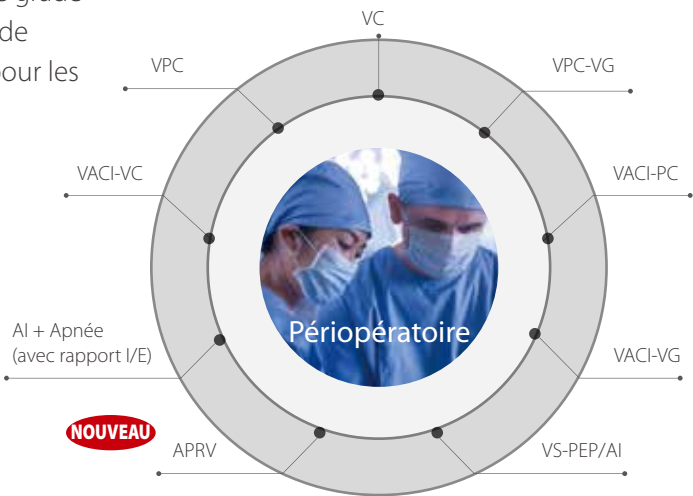 de
pour les
VC
VPC
VPC-VG
VACI-VC
VACI-PC
Périopératoire
AI + Apnée
(avec rapport I/E)
VACI-VG
NOUVEAU
APRV
VS-PEP/AI